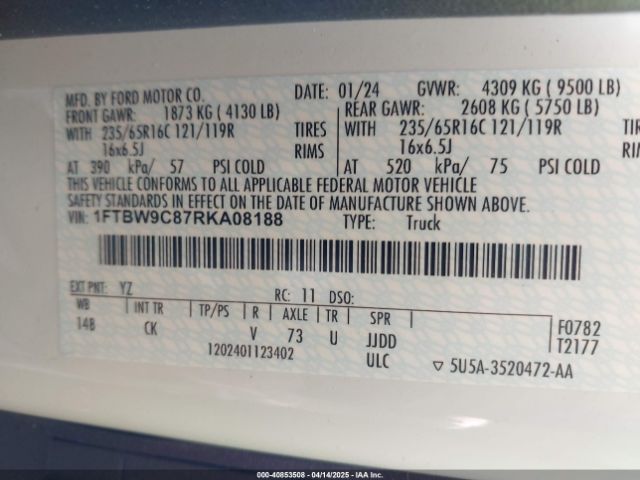 MFD. BY FORD MOTOR CO. DATE: 01/24 GVWR: 4309 KG ( 9500 LB)
FRONT GAWR: 1873 KG ( 4130 LB) REAR GAWR: 2608 KG ( 5750 LB)
WITH 235/65R16C 121/119R TIRES WITH 235/65R16C 121/119R
16x6.5J RIMS 16x6.5J
AT 390 kPa/ 57 PSI COLD AT 520 kPa/ 75 PSI COLD
THIS VEHICLE CONFORMS TO ALL APPLICABLE FEDERAL MOTOR VEHICLE
SAFETY STANDARDS IN EFFECT ON THE DATE OF MANUFACTURE SHOWN ABOVE.
VIN: 1FTBW9C87RKA08188 TYPE: Truck
EXT PNT: YZ RC: 11 DSO:
WB INT TR TP/PS R AXLE TR SPR
148 CK V 73 U JJDD
1202401123402 ULC
F0782
T2177
▽ 5U5A-3520472-AA
000-40853508 - 04/14/2025 - IAA Inc.